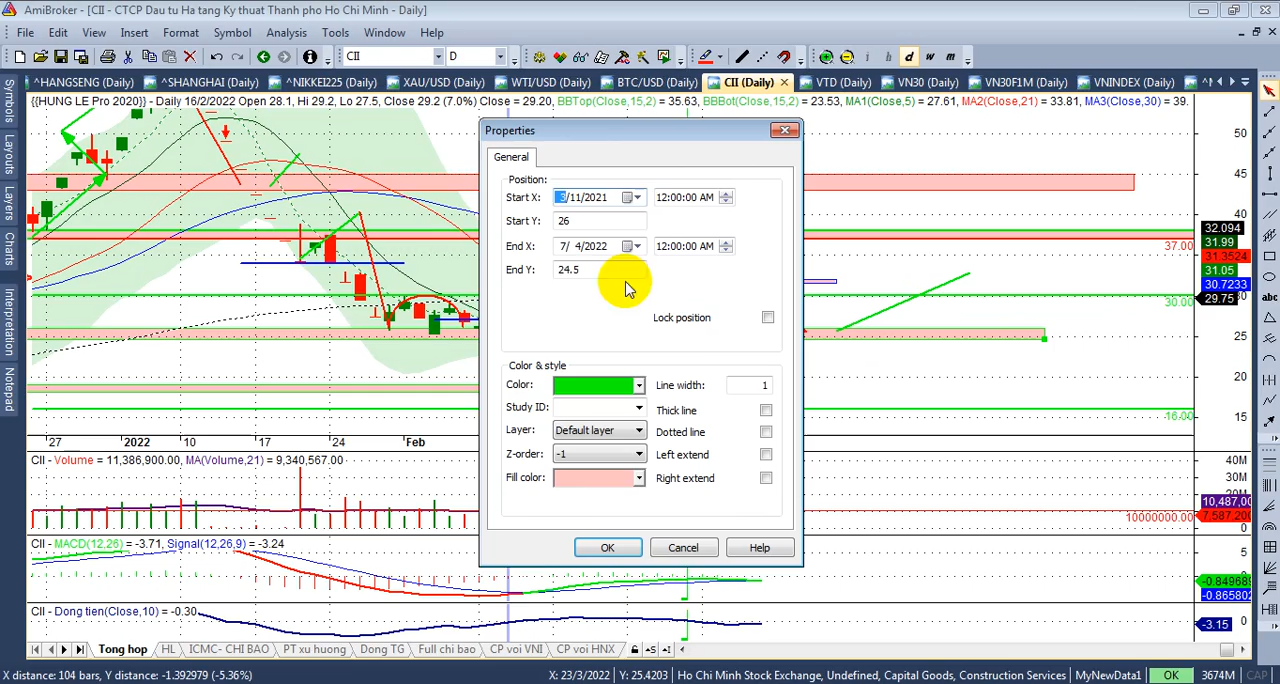 AmiBroker - [CII - CTCP Dau tu Ha tang Ky thuat Thanh pho Ho Chi Minh - Daily]
File Edit View Insert Format Symbol Analysis Tools Window Help
CII D i h d w m
^HANGSENG (Daily) ^SHANGHAI (Daily) ^NIKKEI225 (Daily) XAU/USD (Daily) WTI/USD (Daily) BTC/USD (Daily) CII (Daily) VTD (Daily) VN30 (Daily) VN30F1M (Daily) VNINDEX (Daily)
{{HUNG LE Pro 2020}} - Daily 16/2/2022 Open 28.1, Hi 29.2, Lo 27.5, Close 29.2 (7.0%) Close = 29.20, BBTop(Close,15,2) = 35.63, BBBot(Close,15,2) = 23.53, MA1(Close,5) = 27.61, MA2(Close,21) = 33.81, MA3(Close,30) = 39.
Symbols
Layouts
Layers
Charts
Interpretation
Notepad
Properties
General
Position:
Start X: 3/11/2021 12:00:00 AM
Start Y: 26
End X: 7/ 4/2022 12:00:00 AM
End Y: 24.5
Lock position
Color & style
Color: Line width: 1
Study ID: Thick line
Layer: Default layer Dotted line
Z-order: -1 Left extend
Fill color: Right extend
OK Cancel Help
abc
50
45
40
32.094
31.99
37.00
31.3524
31.05
30.7233
29.75
30.00
25
20
16.00
15
27 2022 10 17 24 Feb
CII - Volume = 11,386,900.00, MA(Volume,21) = 9,340,567.00
40M
30M
20M
10,487,00
7,587,200
10000000.00
0
CII - MACD(12,26) = -3.71, Signal(12,26,9) = -3.24
5
-0.849689
-0.865802
CII - Dong tien(Close,10) = -0.30
0
-3.15
Tong hop HL ICMC- CHI BAO PT xu huong Dong TG Full chi bao CP voi VNI CP voi HNX
X distance: 104 bars, Y distance: -1.392979 (-5.36%) X: 23/3/2022 Y: 25.4203 Ho Chi Minh Stock Exchange, Undefined, Capital Goods, Construction Services MyNewData1 OK 3674M CAP